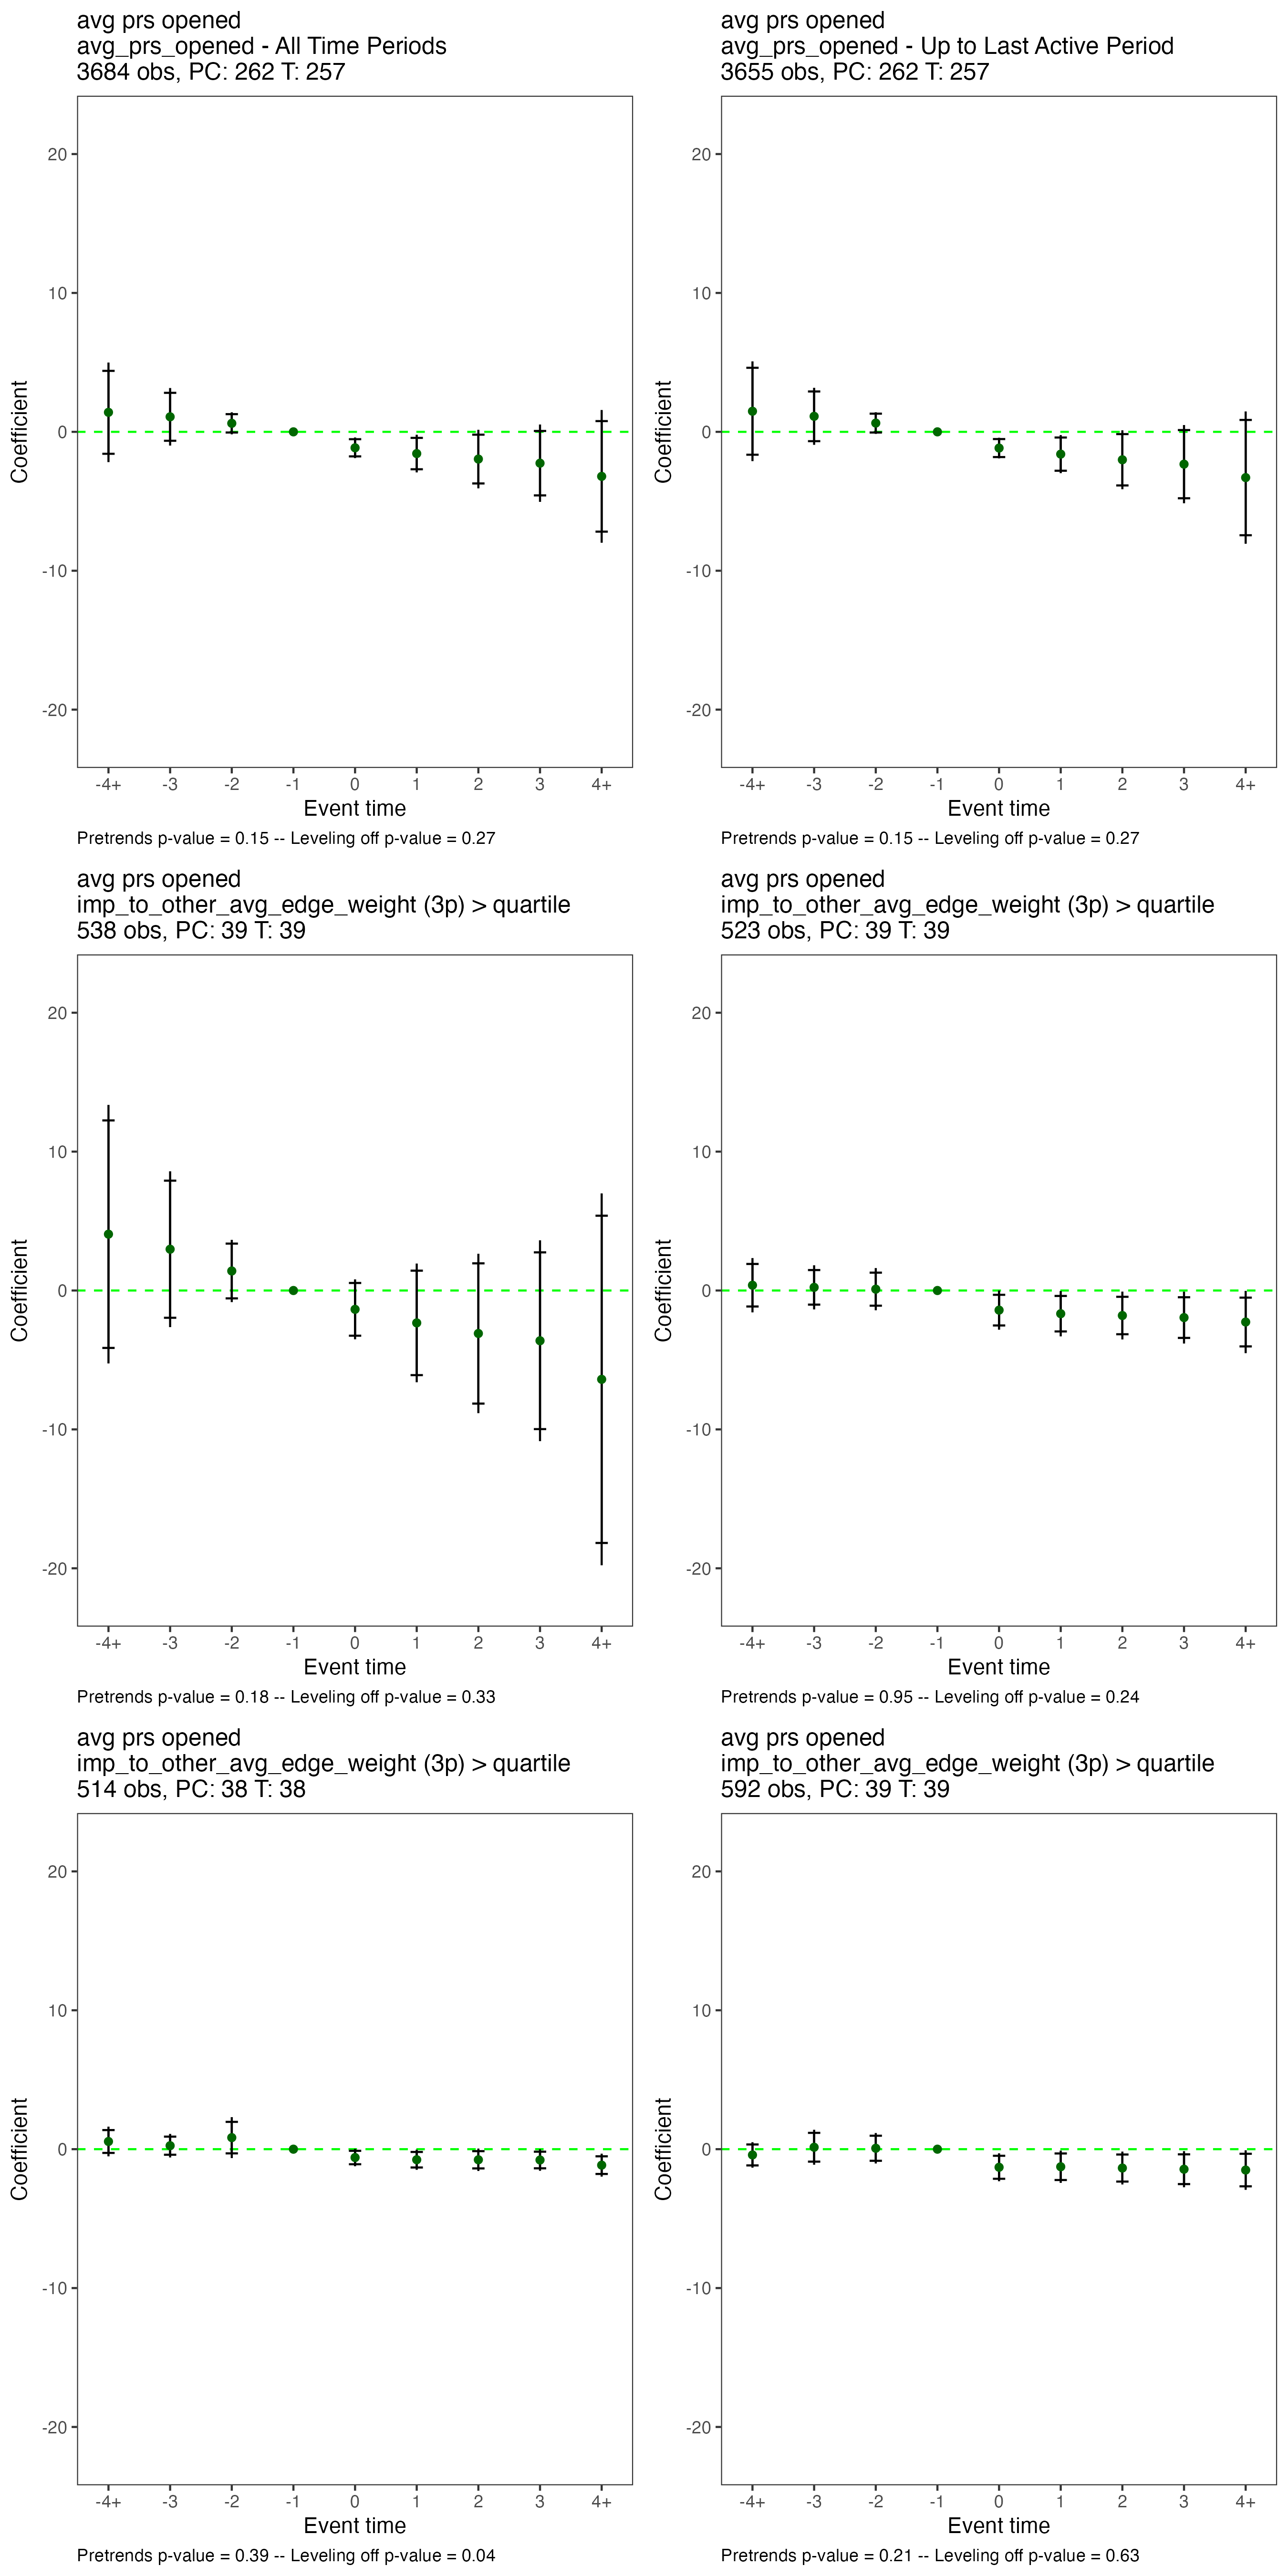 avg prs opened
avg_prs_opened - All Time Periods
3684 obs, PC: 262 T: 257
20
10
0
-10
-20
Coefficient
-4+ -3 -2 -1 0 1 2 3 4+
Event time
Pretrends p-value = 0.15 -- Leveling off p-value = 0.27
avg prs opened
avg_prs_opened - Up to Last Active Period
3655 obs, PC: 262 T: 257
20
10
0
-10
-20
Coefficient
-4+ -3 -2 -1 0 1 2 3 4+
Event time
Pretrends p-value = 0.15 -- Leveling off p-value = 0.27
avg prs opened
imp_to_other_avg_edge_weight (3p) > quartile
538 obs, PC: 39 T: 39
20
10
0
-10
-20
Coefficient
-4+ -3 -2 -1 0 1 2 3 4+
Event time
Pretrends p-value = 0.18 -- Leveling off p-value = 0.33
avg prs opened
imp_to_other_avg_edge_weight (3p) > quartile
523 obs, PC: 39 T: 39
20
10
0
-10
-20
Coefficient
-4+ -3 -2 -1 0 1 2 3 4+
Event time
Pretrends p-value = 0.95 -- Leveling off p-value = 0.24
avg prs opened
imp_to_other_avg_edge_weight (3p) > quartile
514 obs, PC: 38 T: 38
20
10
0
-10
-20
Coefficient
-4+ -3 -2 -1 0 1 2 3 4+
Event time
Pretrends p-value = 0.39 -- Leveling off p-value = 0.04
avg prs opened
imp_to_other_avg_edge_weight (3p) > quartile
592 obs, PC: 39 T: 39
20
10
0
-10
-20
Coefficient
-4+ -3 -2 -1 0 1 2 3 4+
Event time
Pretrends p-value = 0.21 -- Leveling off p-value = 0.63